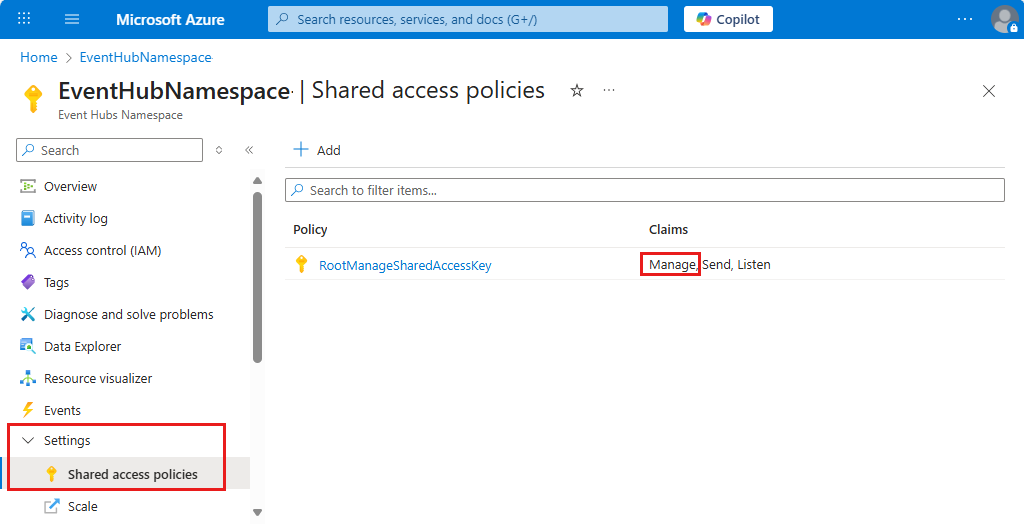 Microsoft Azure
Search resources, services, and docs (G+/)
Copilot
...
Home > EventHubNamespace
EventHubNamespace | Shared access policies
...
Event Hubs Namespace
Search
Add
Overview
Activity log
Access control (IAM)
Tags
Diagnose and solve problems
Data Explorer
Resource visualizer
Events
Settings
Shared access policies
Scale
Search to filter items...
Policy Claims
RootManageSharedAccessKey Manage, Send, Listen